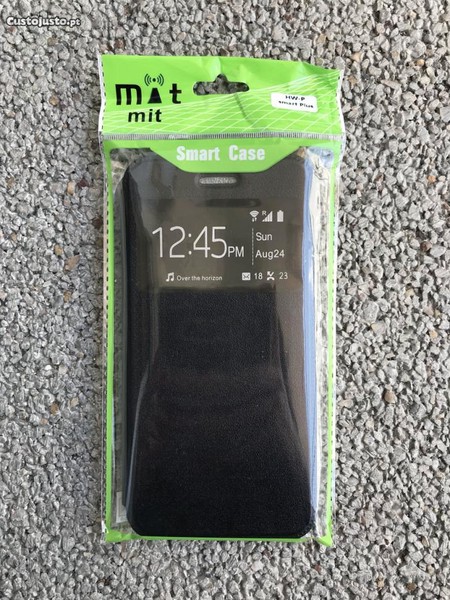 CustoJusto.pt
mit
mit
HW-P
smart Plus
Smart Case
R
12:45PM
Sun
Aug24
Over the horizon
18
23